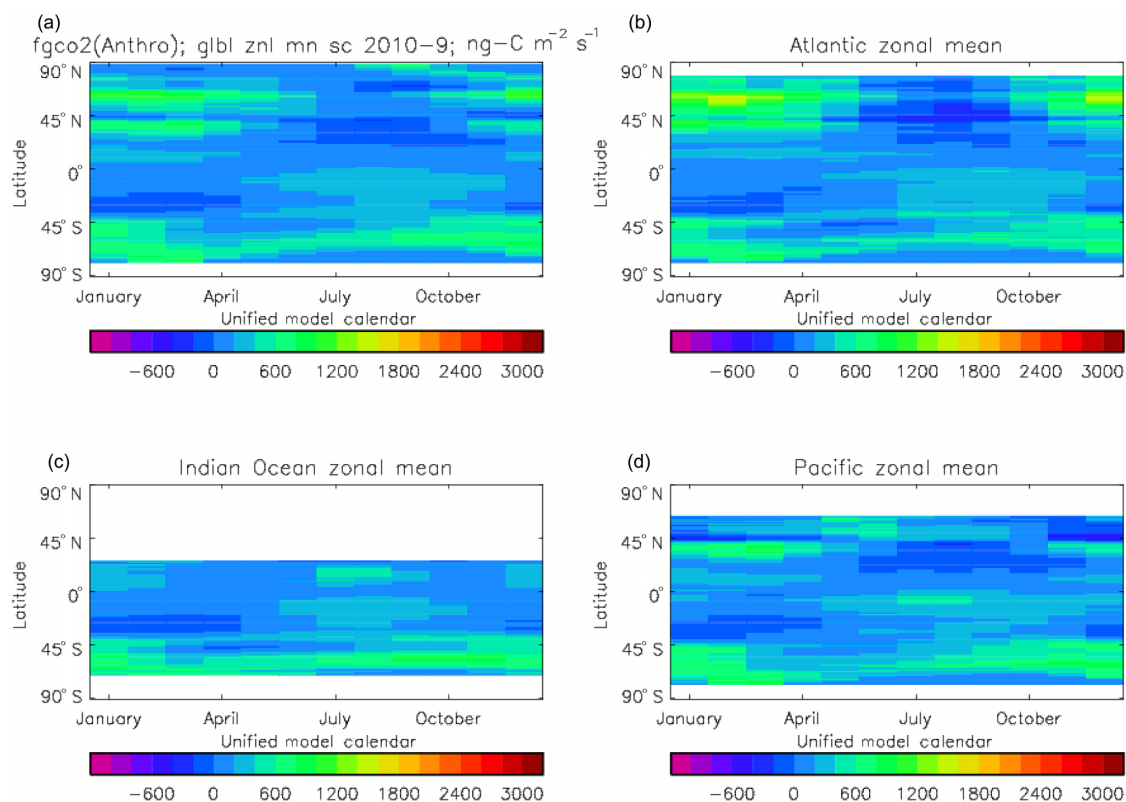 (a)
fgco2(Anthro); glbl znl mn sc 2010-9; ng-C m⁻² s⁻¹
90° N
45° N
0°
45° S
90° S
Latitude
January April July October
Unified model calendar
-600 0 600 1200 1800 2400 3000
(b)
Atlantic zonal mean
90° N
45° N
0°
45° S
90° S
Latitude
January April July October
Unified model calendar
-600 0 600 1200 1800 2400 3000
(c)
Indian Ocean zonal mean
90° N
45° N
0°
45° S
90° S
Latitude
January April July October
Unified model calendar
-600 0 600 1200 1800 2400 3000
(d)
Pacific zonal mean
90° N
45° N
0°
45° S
90° S
Latitude
January April July October
Unified model calendar
-600 0 600 1200 1800 2400 3000